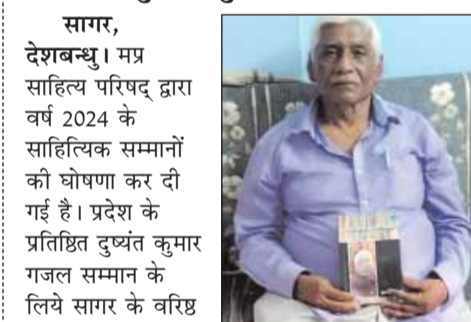 सागर,
देशबन्धु। मप्र
साहित्य परिषद् द्वारा
वर्ष 2024 के
साहित्यिक सम्मानों
की घोषणा कर दी
गई है। प्रदेश के
प्रतिष्ठित दुष्यंत कुमार
गजल सम्मान के
लिये सागर के वरिष्ठ